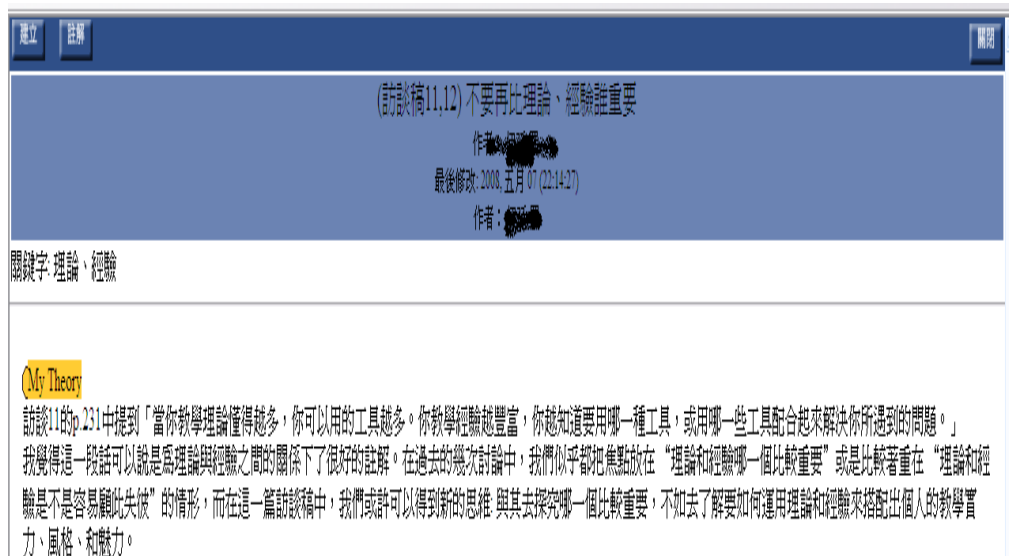 建立 註解 關閉
(訪談稿11,12) 不要再比理論、經驗誰重要
作者
最後修改: 2008, 五月 07 (22:14:27)
作者：
關鍵字: 理論、經驗
(My Theory
訪談11的p.231中提到「當你教學理論懂得越多，你可以用的工具越多。你教學經驗越豐富，你越知道要用哪一種工具，或用哪一些工具配合起來解決你所遇到的問題。」
我覺得這一段話可以說是爲理論與經驗之間的關係下了很好的註解。在過去的幾次討論中，我們似乎都把焦點放在 “理論和經驗哪一個比較重要” 或是比較著重在 “理論和經
驗是不是容易顧此失彼” 的情形，而在這一篇訪談稿中，我們或許可以得到新的思維: 與其去探究哪一個比較重要，不如去了解要如何運用理論和經驗來搭配出個人的教學實
力、風格、和魅力。